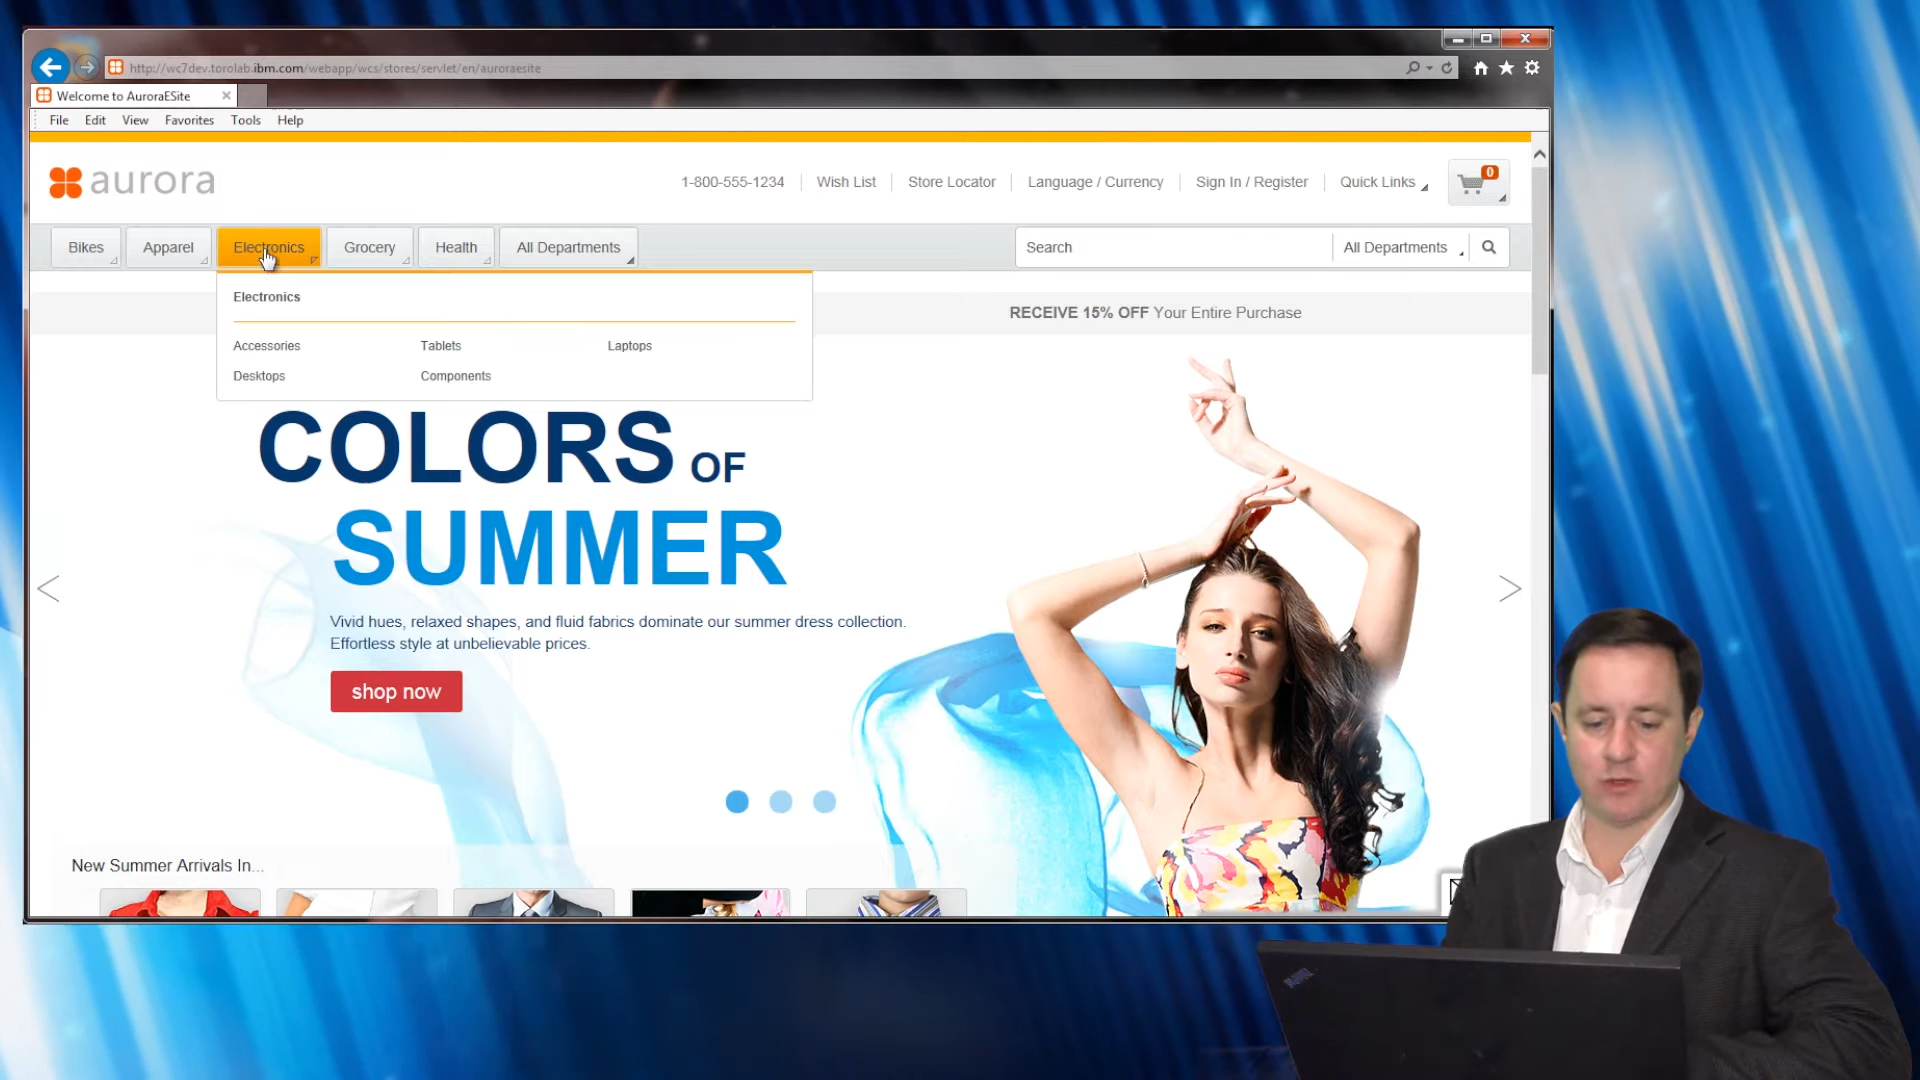 http://wc7dev.torolab.ibm.com/webapp/wcs/stores/servlet/en/auroraesite
Welcome to AuroraESite
File Edit View Favorites Tools Help
aurora
1-800-555-1234 Wish List Store Locator Language / Currency Sign In / Register Quick Links 0
Bikes Apparel Electronics Grocery Health All Departments Search All Departments
Electronics
RECEIVE 15% OFF Your Entire Purchase
Accessories Tablets Laptops
Desktops Components
COLORS OF
SUMMER
Vivid hues, relaxed shapes, and fluid fabrics dominate our summer dress collection.
Effortless style at unbelievable prices.
shop now
New Summer Arrivals In...